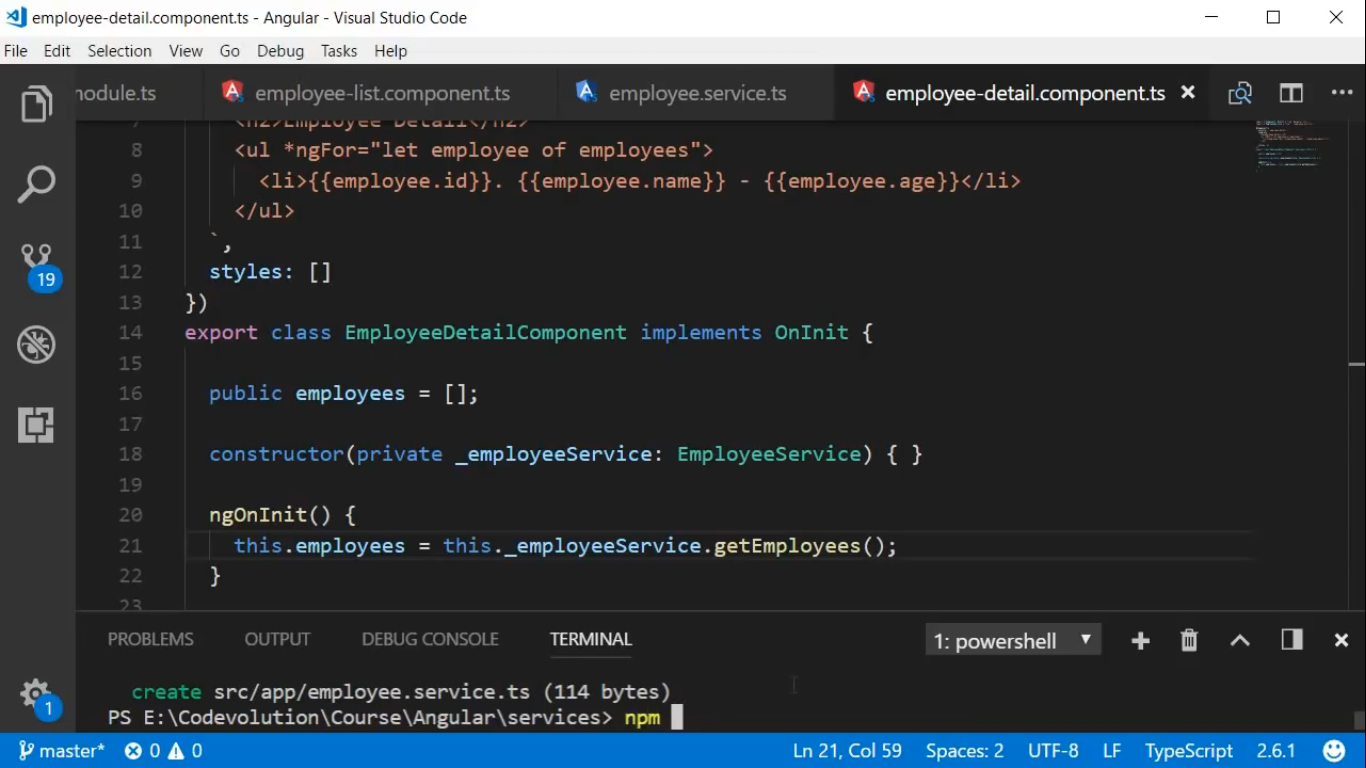 employee-detail.component.ts - Angular - Visual Studio Code
File Edit Selection View Go Debug Tasks Help
module.ts employee-list.component.ts employee.service.ts employee-detail.component.ts
7 <h2>Employee Detail</h2>
8 <ul *ngFor="let employee of employees">
9 <li>{{employee.id}}. {{employee.name}} - {{employee.age}}</li>
10 </ul>
11 `,
12 styles: []
13 })
14 export class EmployeeDetailComponent implements OnInit {
15
16 public employees = [];
17
18 constructor(private _employeeService: EmployeeService) { }
19
20 ngOnInit() {
21 this.employees = this._employeeService.getEmployees();
22 }
23
19
1
PROBLEMS OUTPUT DEBUG CONSOLE TERMINAL 1: powershell
create src/app/employee.service.ts (114 bytes)
PS E:\Codevolution\Course\Angular\services> npm
master* 0 0 Ln 21, Col 59 Spaces: 2 UTF-8 LF TypeScript 2.6.1